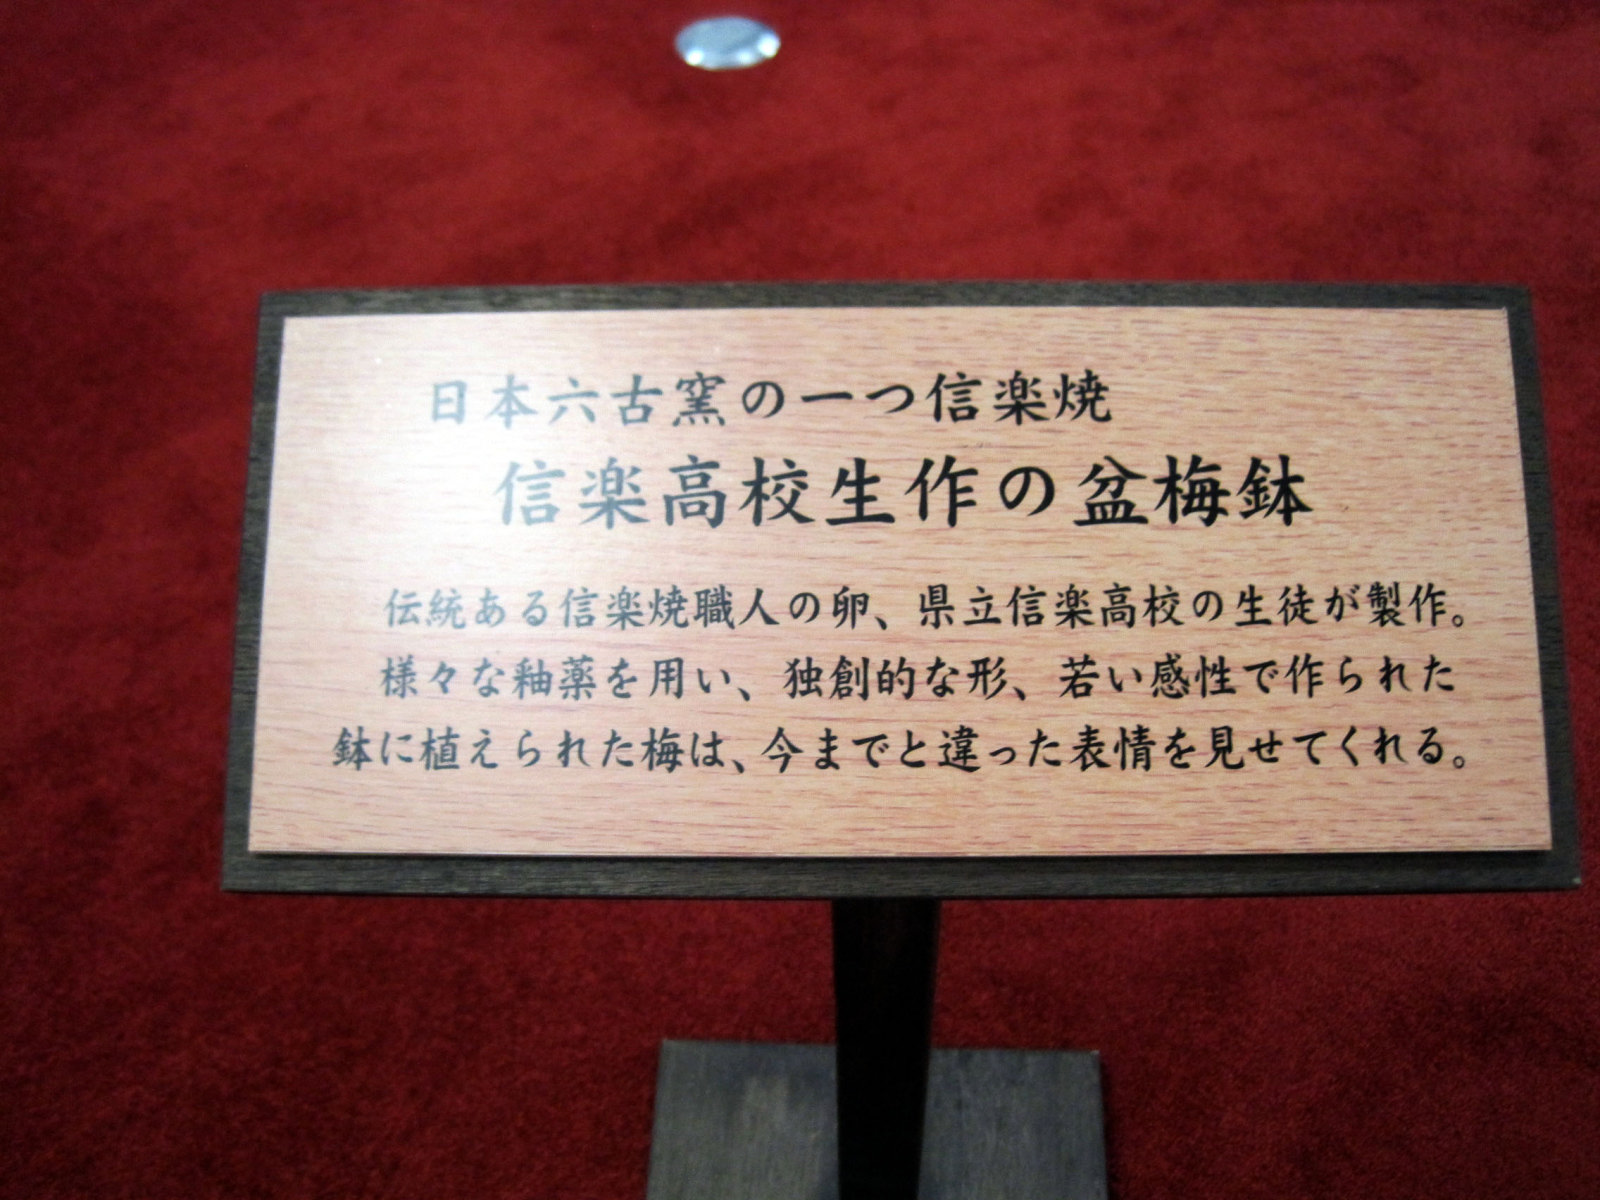 日本六古窯の一つ信楽焼
信楽高校生作の盆梅鉢
伝統ある信楽焼職人の卵、県立信楽高校の生徒が製作。
様々な釉薬を用い、独創的な形、若い感性で作られた
鉢に植えられた梅は、今までと違った表情を見せてくれる。